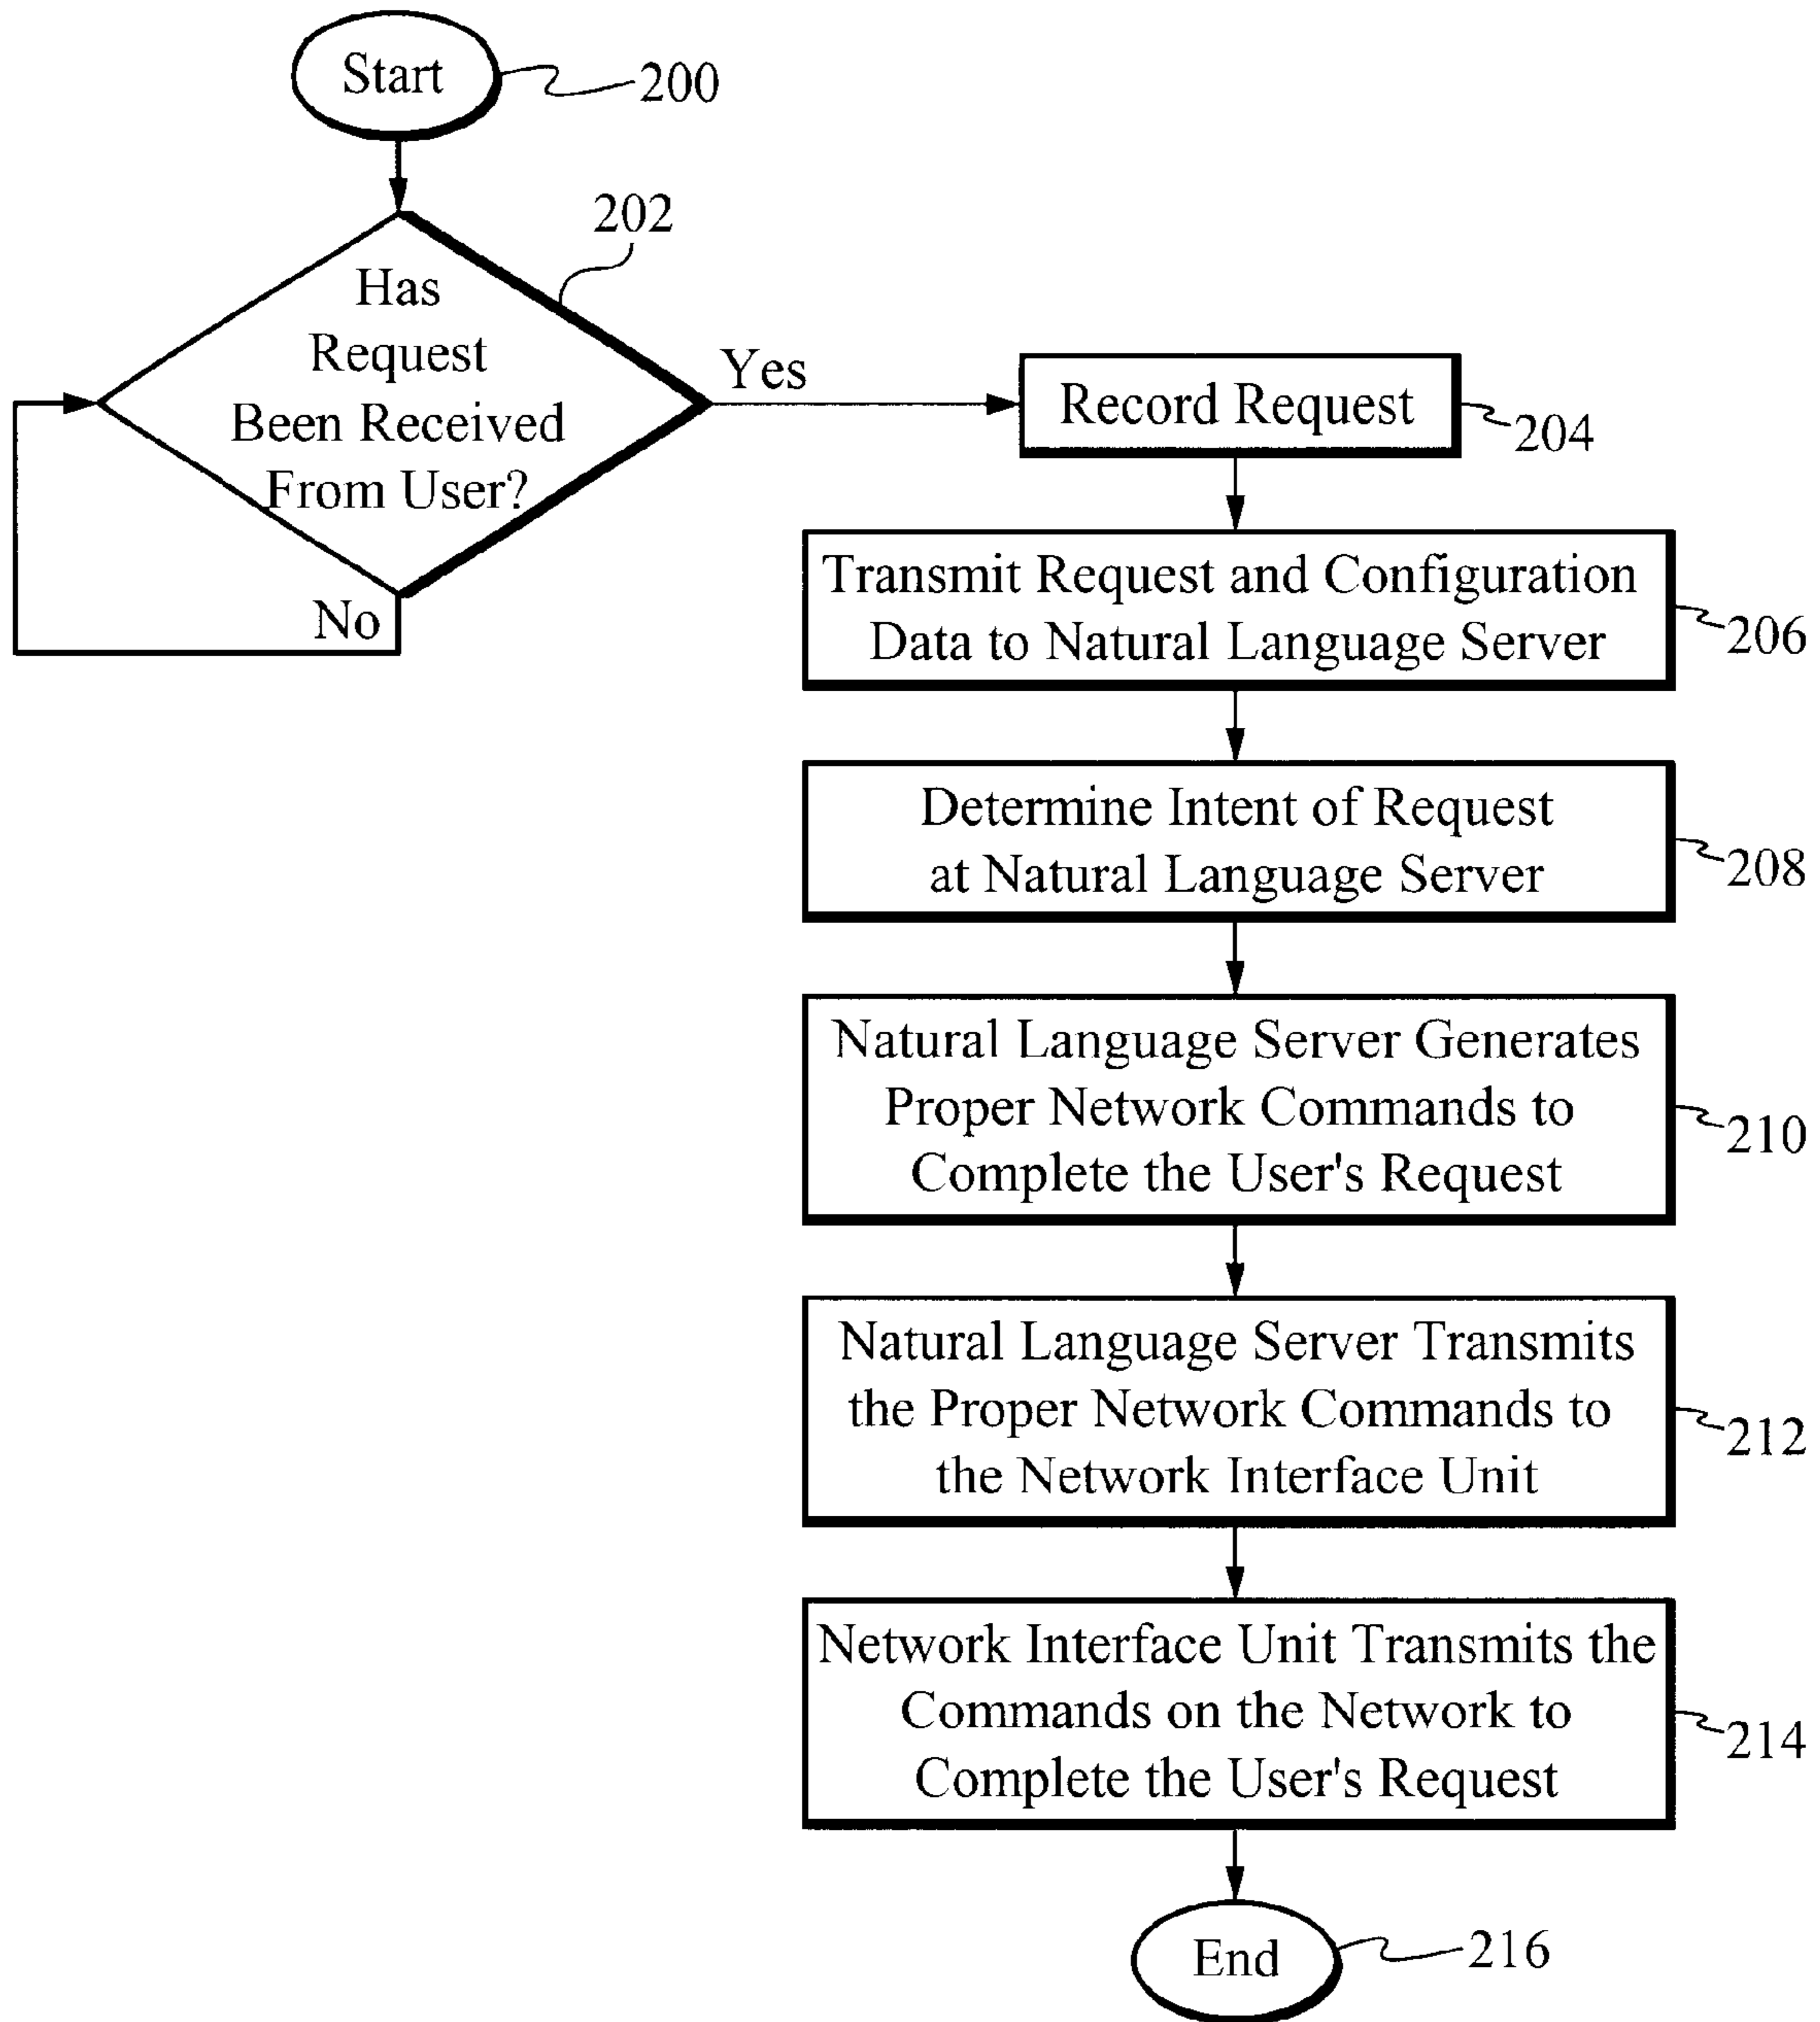 Start
200
202
Has
Request
Been Received
From User?
Yes
No
Record Request
204
Transmit Request and Configuration
Data to Natural Language Server
206
Determine Intent of Request
at Natural Language Server
208
Natural Language Server Generates
Proper Network Commands to
Complete the User's Request
210
Natural Language Server Transmits
the Proper Network Commands to
the Network Interface Unit
212
Network Interface Unit Transmits the
Commands on the Network to
Complete the User's Request
214
End
216